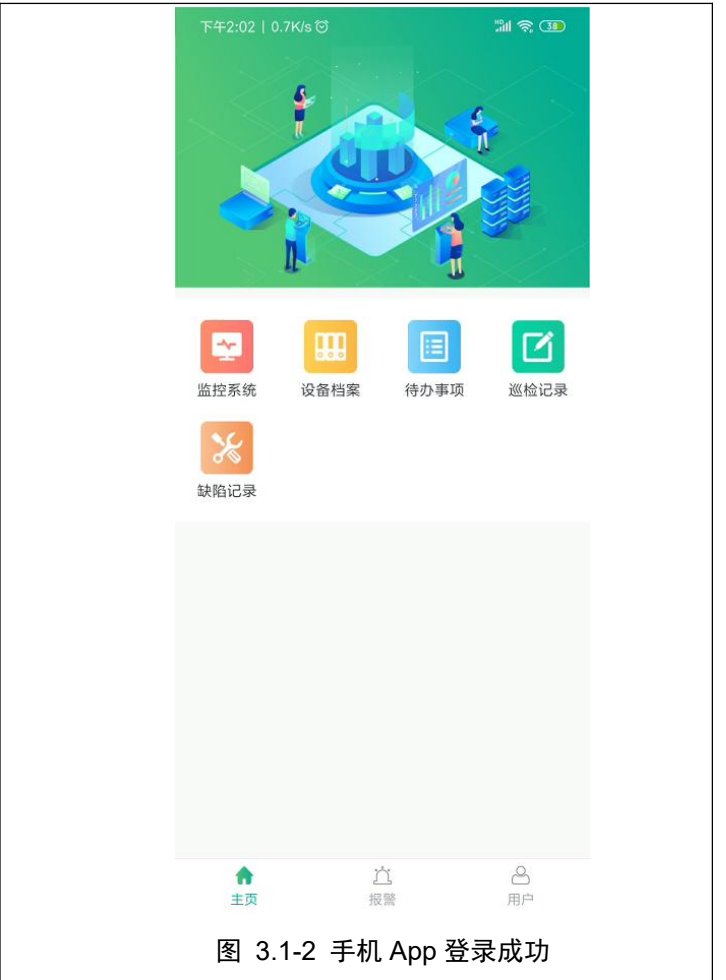 下午2:02 | 0.7K/s
HD
38
监控系统 设备档案 待办事项 巡检记录
缺陷记录
主页 报警 用户
图 3.1-2 手机 App 登录成功